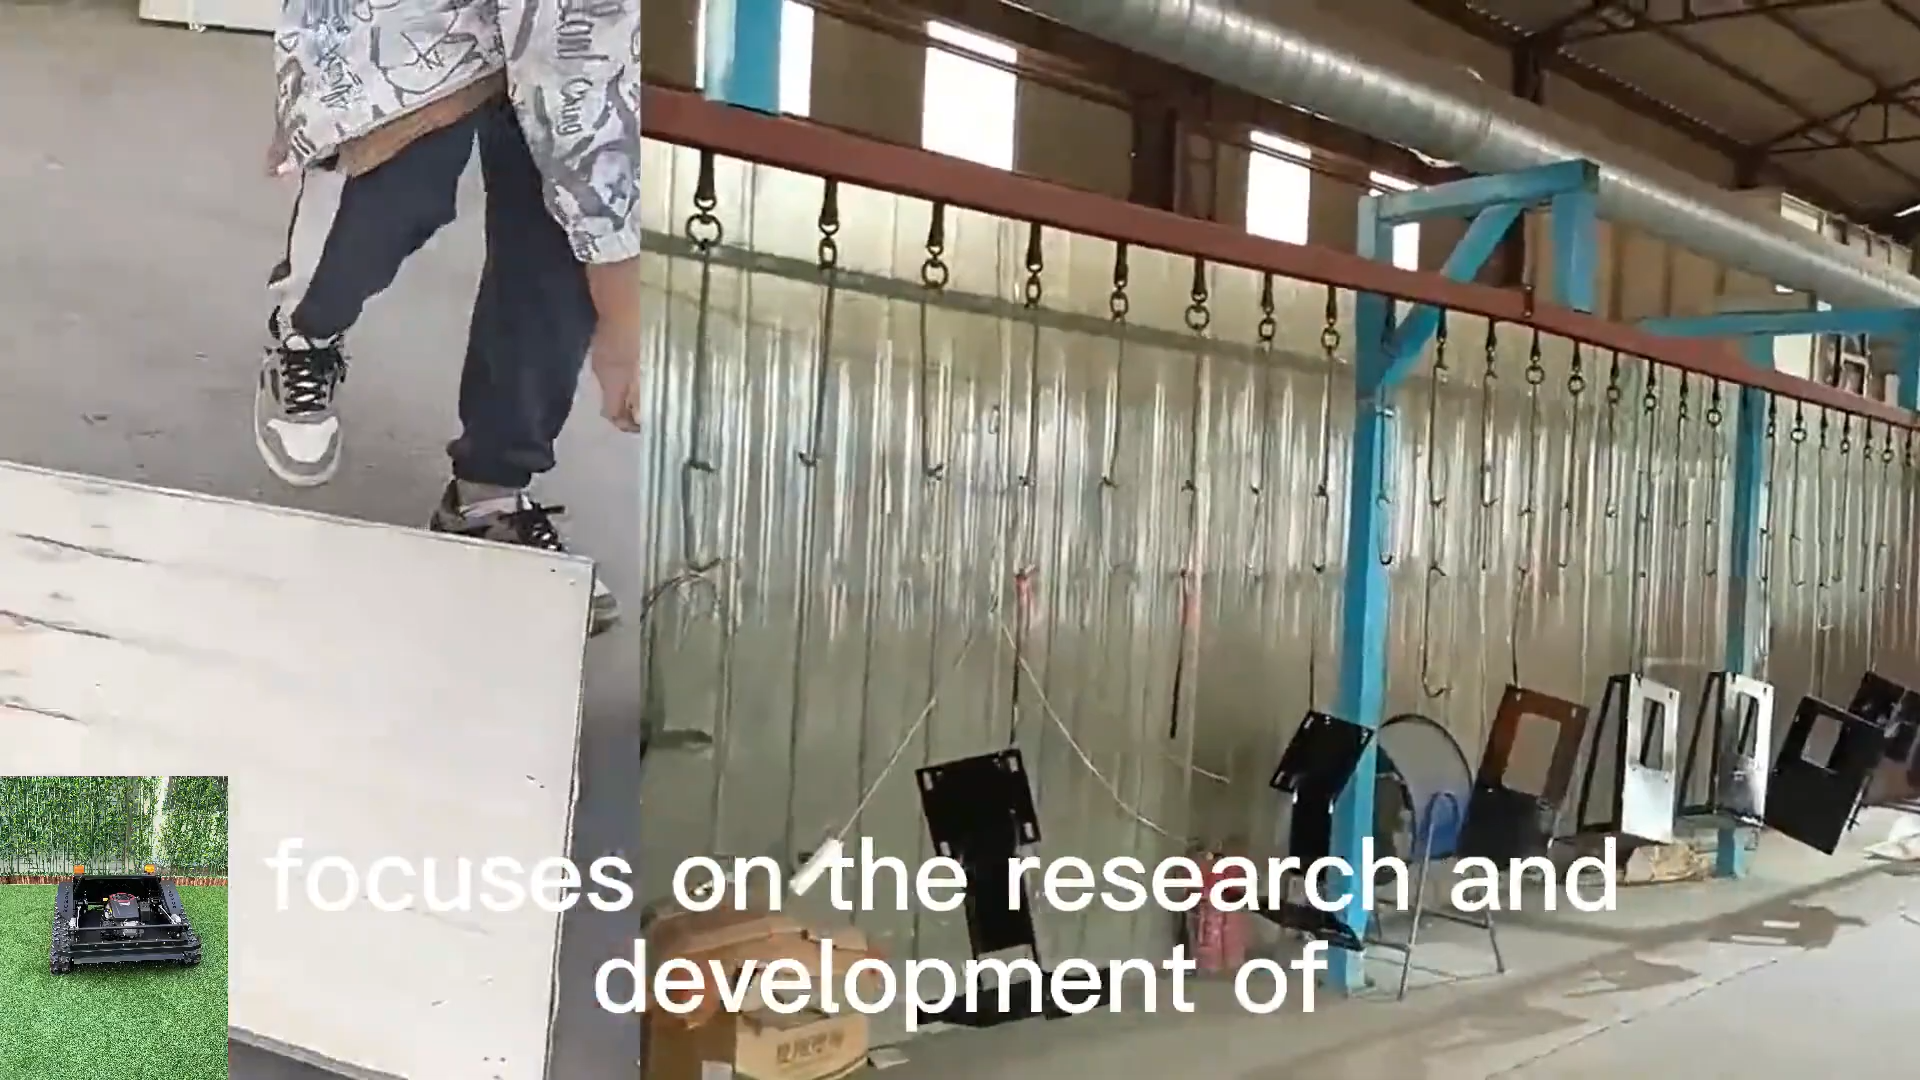 focuses on the research and
development of